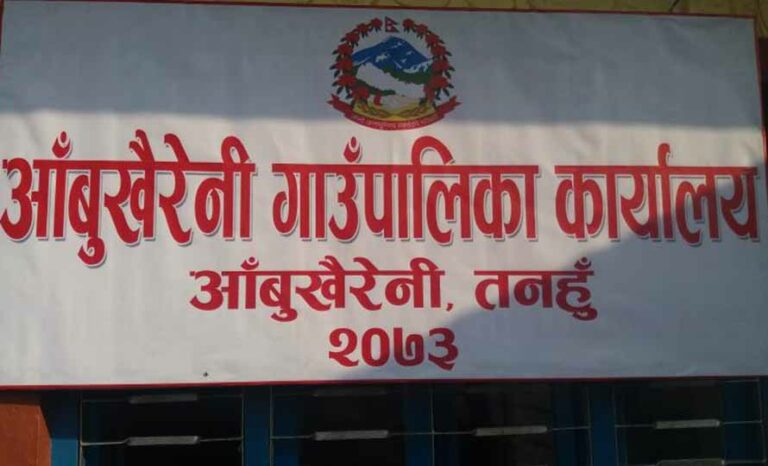 आँबुखैरेनी गाउँपालिका कार्यालय
आँबुखैरेनी, तनहुँ
२०७३